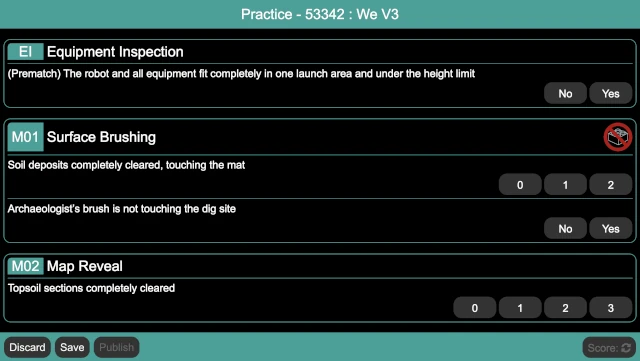 Practice - 53342 : We V3
EI Equipment Inspection
(Prematch) The robot and all equipment fit completely in one launch area and under the height limit
No Yes
M01 Surface Brushing
Soil deposits completely cleared, touching the mat
0 1 2
Archaeologist's brush is not touching the dig site
No Yes
M02 Map Reveal
Topsoil sections completely cleared
0 1 2 3
Discard Save Publish Score: